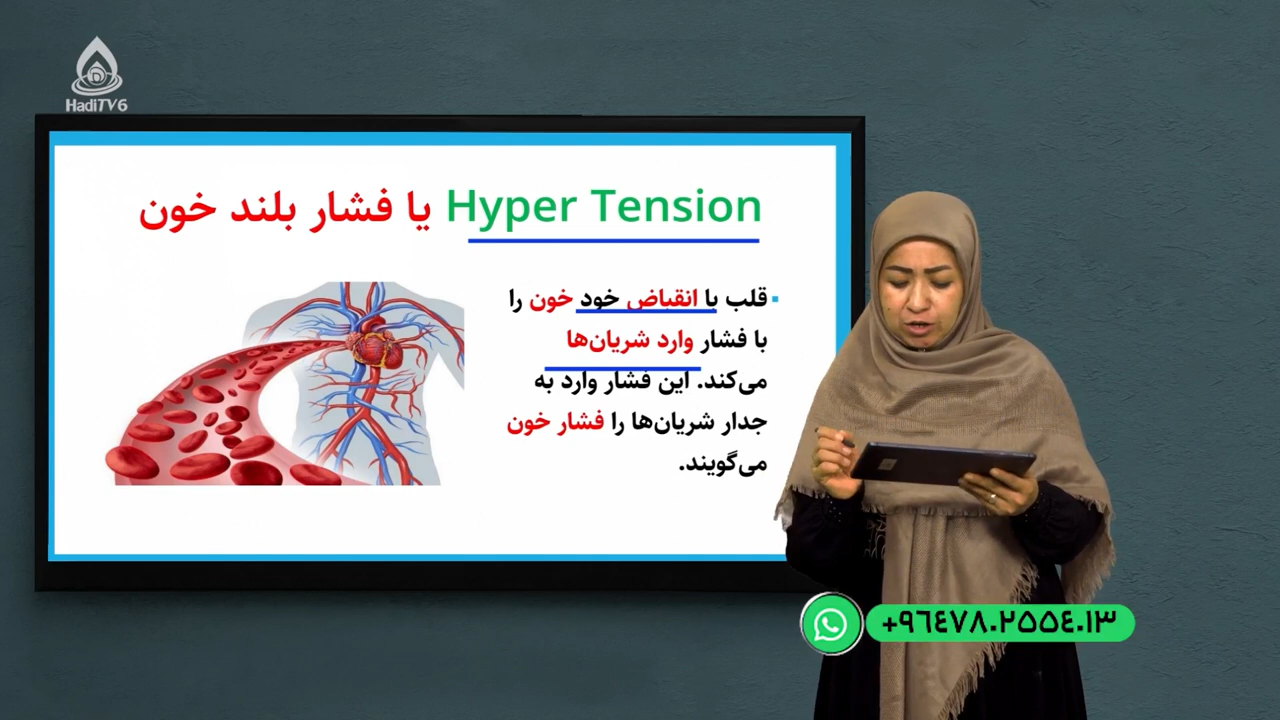 HadiTV6
Hyper Tension یا فشار بلند خون
▪قلب با انقباض خود خون را
با فشار وارد شریان‌ها
می‌کند. این فشار وارد به
جدار شریان‌ها را فشار خون
می‌گویند.
+٩٦٤٧٨٠٢٥٥٤٠١٣